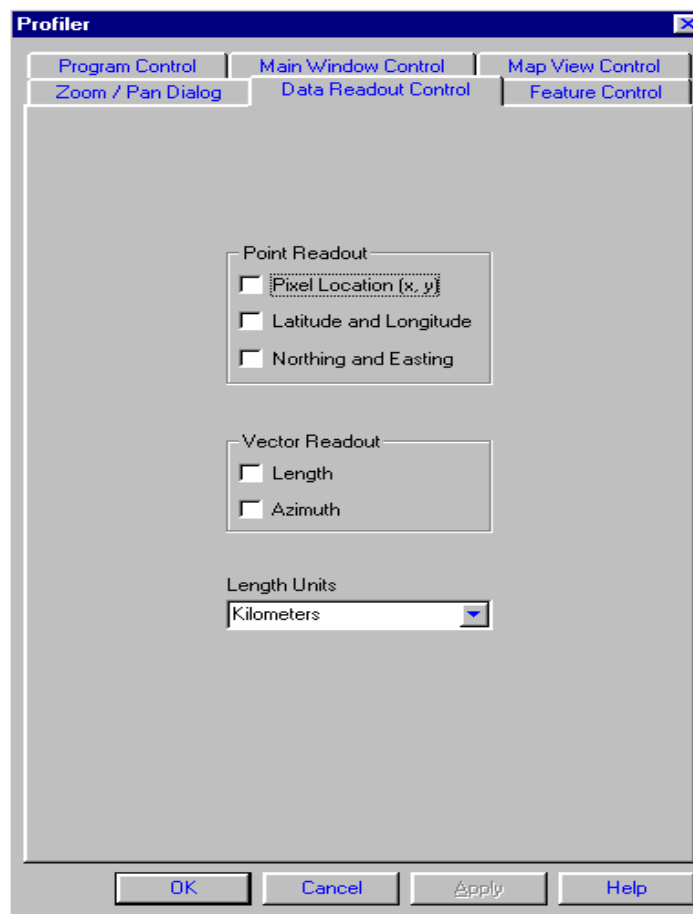 Profiler
Program Control Main Window Control Map View Control
Zoom / Pan Dialog Data Readout Control Feature Control
Point Readout
Pixel Location (x, y)
Latitude and Longitude
Northing and Easting
Vector Readout
Length
Azimuth
Length Units
Kilometers
OK Cancel Apply Help